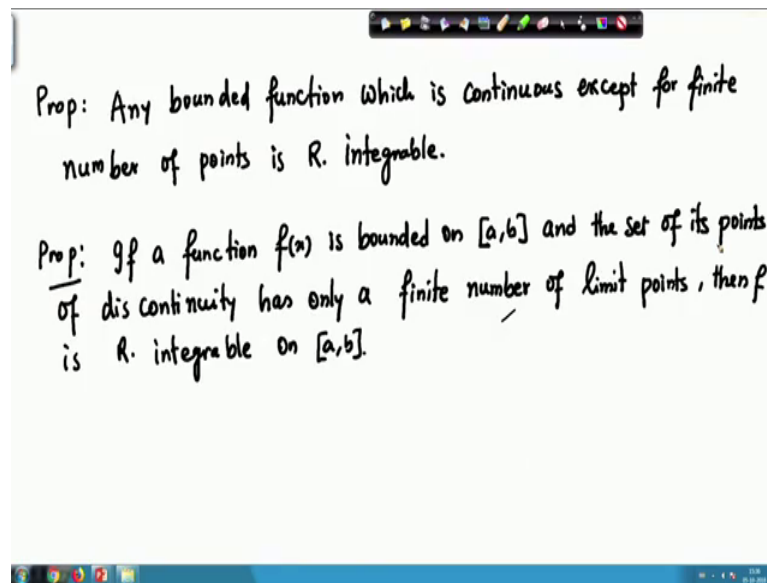 Prop: Any bounded function which is continuous except for finite
number of points is R. integrable.
Prop: If a function f(x) is bounded on [a,b] and the set of its points
of discontinuity has only a finite number of limit points, then f
is R. integrable on [a,b].